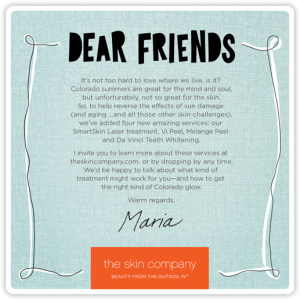 DEAR FRIENDS
It's not too hard to love where we live, is it?
Colorado summers are great for the mind and soul,
but unfortunately, not so great for the skin.
So, to help reverse the effects of sun damage
(and aging ...and all those other skin challenges),
we've added four new amazing services: our
SmartSkin Laser treatment, Vi Peel, Melange Peel
and Da Vinci Teeth Whitening.
I invite you to learn more about these services at
theskincompany.com, or by dropping by any time.
We'd be happy to talk about what kind of
treatment might work for you—and how to get
the right kind of Colorado glow.
Warm regards,
Maria
the skin company
BEAUTY FROM THE OUTSIDE IN™